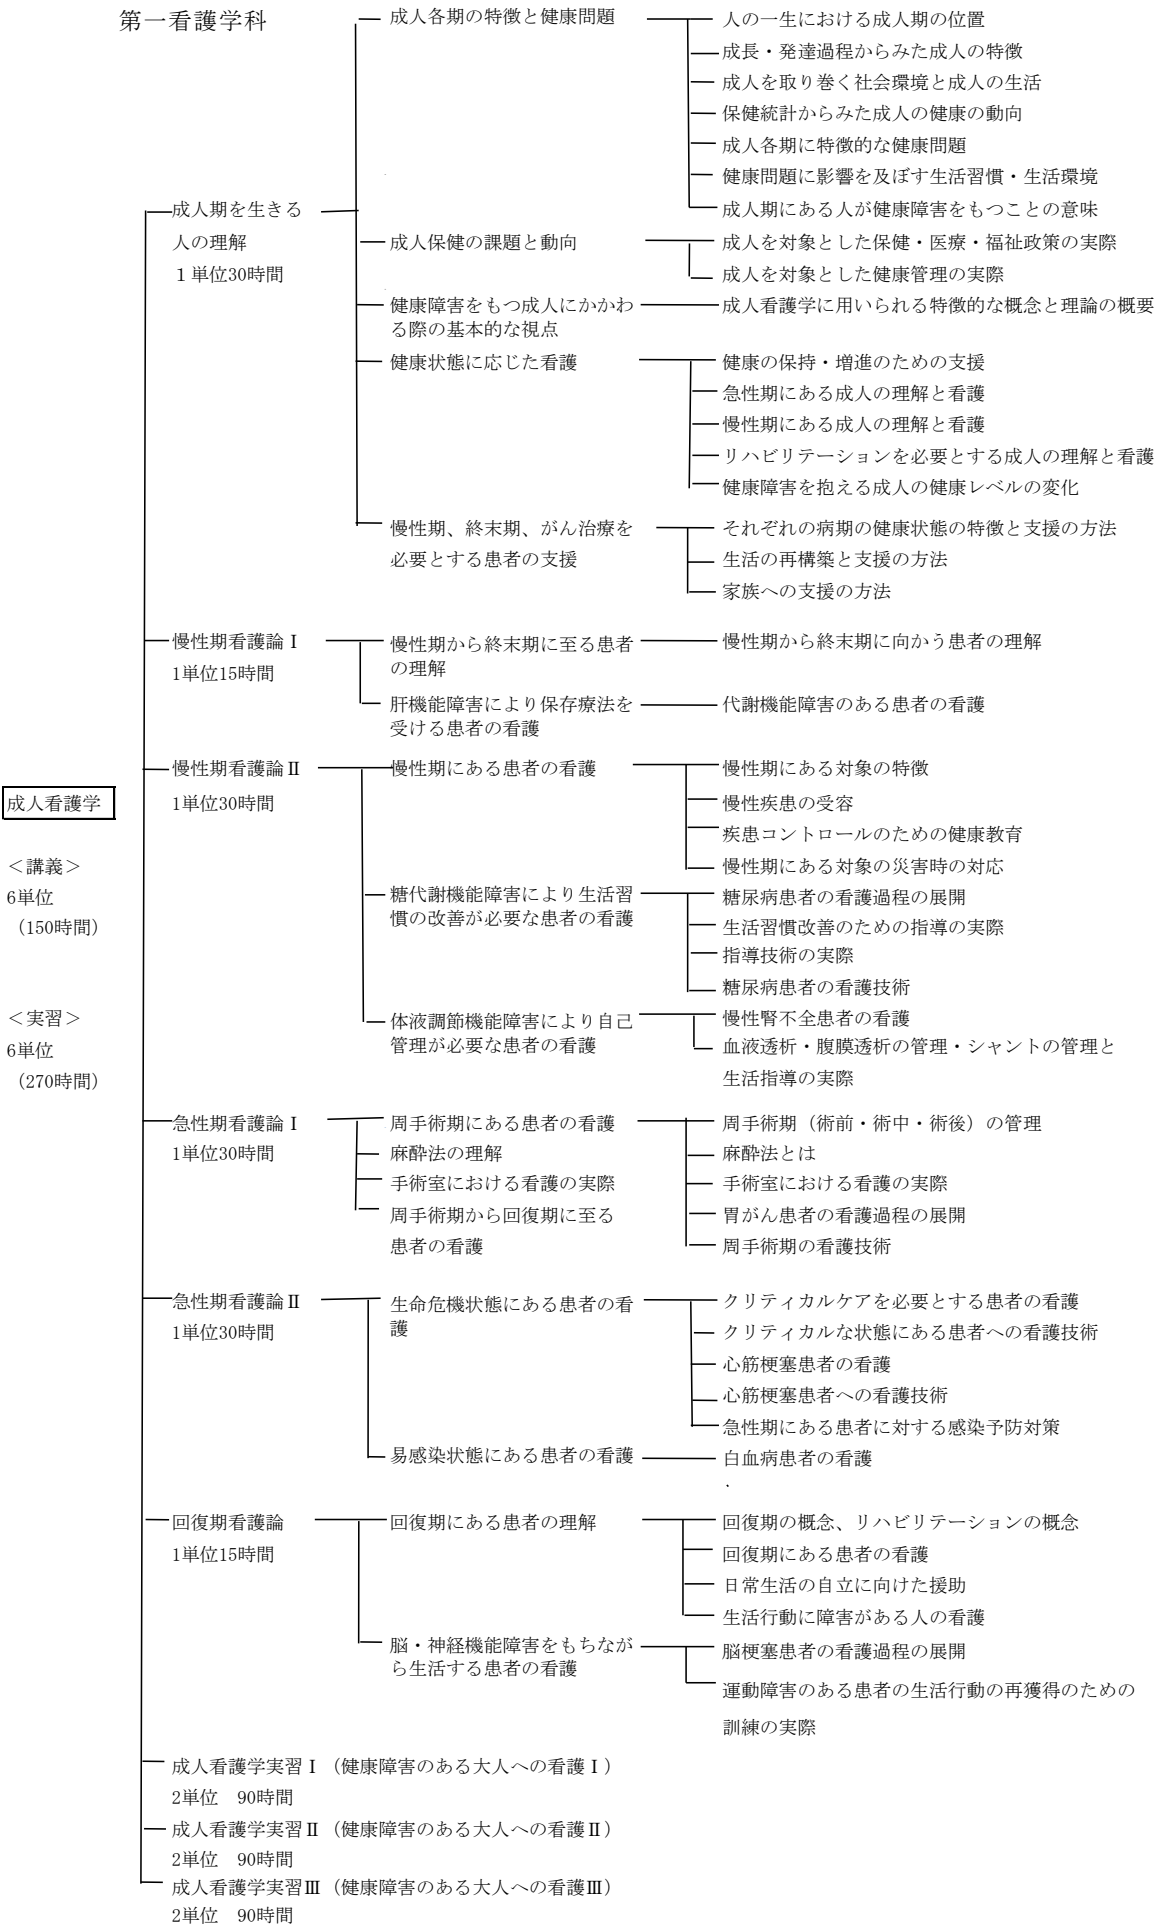 第一看護学科
成人看護学
＜講義＞
6単位
（150時間）
＜実習＞
6単位
（270時間）
成人期を生きる
人の理解
１単位30時間
成人各期の特徴と健康問題
人の一生における成人期の位置
成長・発達過程からみた成人の特徴
成人を取り巻く社会環境と成人の生活
保健統計からみた成人の健康の動向
成人各期に特徴的な健康問題
健康問題に影響を及ぼす生活習慣・生活環境
成人期にある人が健康障害をもつことの意味
成人保健の課題と動向
成人を対象とした保健・医療・福祉政策の実際
成人を対象とした健康管理の実際
健康障害をもつ成人にかかわ
る際の基本的な視点
成人看護学に用いられる特徴的な概念と理論の概要
健康状態に応じた看護
健康の保持・増進のための支援
急性期にある成人の理解と看護
慢性期にある成人の理解と看護
リハビリテーションを必要とする成人の理解と看護
健康障害を抱える成人の健康レベルの変化
慢性期、終末期、がん治療を
必要とする患者の支援
それぞれの病期の健康状態の特徴と支援の方法
生活の再構築と支援の方法
家族への支援の方法
慢性期看護論Ⅰ
1単位15時間
慢性期から終末期に至る患者
の理解
慢性期から終末期に向かう患者の理解
肝機能障害により保存療法を
受ける患者の看護
代謝機能障害のある患者の看護
慢性期看護論Ⅱ
1単位30時間
慢性期にある患者の看護
慢性期にある対象の特徴
慢性疾患の受容
疾患コントロールのための健康教育
慢性期にある対象の災害時の対応
糖代謝機能障害により生活習
慣の改善が必要な患者の看護
糖尿病患者の看護過程の展開
生活習慣改善のための指導の実際
指導技術の実際
糖尿病患者の看護技術
体液調節機能障害により自己
管理が必要な患者の看護
慢性腎不全患者の看護
血液透析・腹膜透析の管理・シャントの管理と
生活指導の実際
急性期看護論Ⅰ
1単位30時間
周手術期にある患者の看護
麻酔法の理解
手術室における看護の実際
周手術期から回復期に至る
患者の看護
周手術期（術前・術中・術後）の管理
麻酔法とは
手術室における看護の実際
胃がん患者の看護過程の展開
周手術期の看護技術
急性期看護論Ⅱ
1単位30時間
生命危機状態にある患者の看
護
クリティカルケアを必要とする患者の看護
クリティカルな状態にある患者への看護技術
心筋梗塞患者の看護
心筋梗塞患者への看護技術
急性期にある患者に対する感染予防対策
易感染状態にある患者の看護
白血病患者の看護
回復期看護論
1単位15時間
回復期にある患者の理解
回復期の概念、リハビリテーションの概念
回復期にある患者の看護
日常生活の自立に向けた援助
生活行動に障害がある人の看護
脳・神経機能障害をもちなが
ら生活する患者の看護
脳梗塞患者の看護過程の展開
運動障害のある患者の生活行動の再獲得のための
訓練の実際
成人看護学実習Ⅰ（健康障害のある大人への看護Ⅰ）
2単位　90時間
成人看護学実習Ⅱ（健康障害のある大人への看護Ⅱ）
2単位　90時間
成人看護学実習Ⅲ（健康障害のある大人への看護Ⅲ）
2単位　90時間